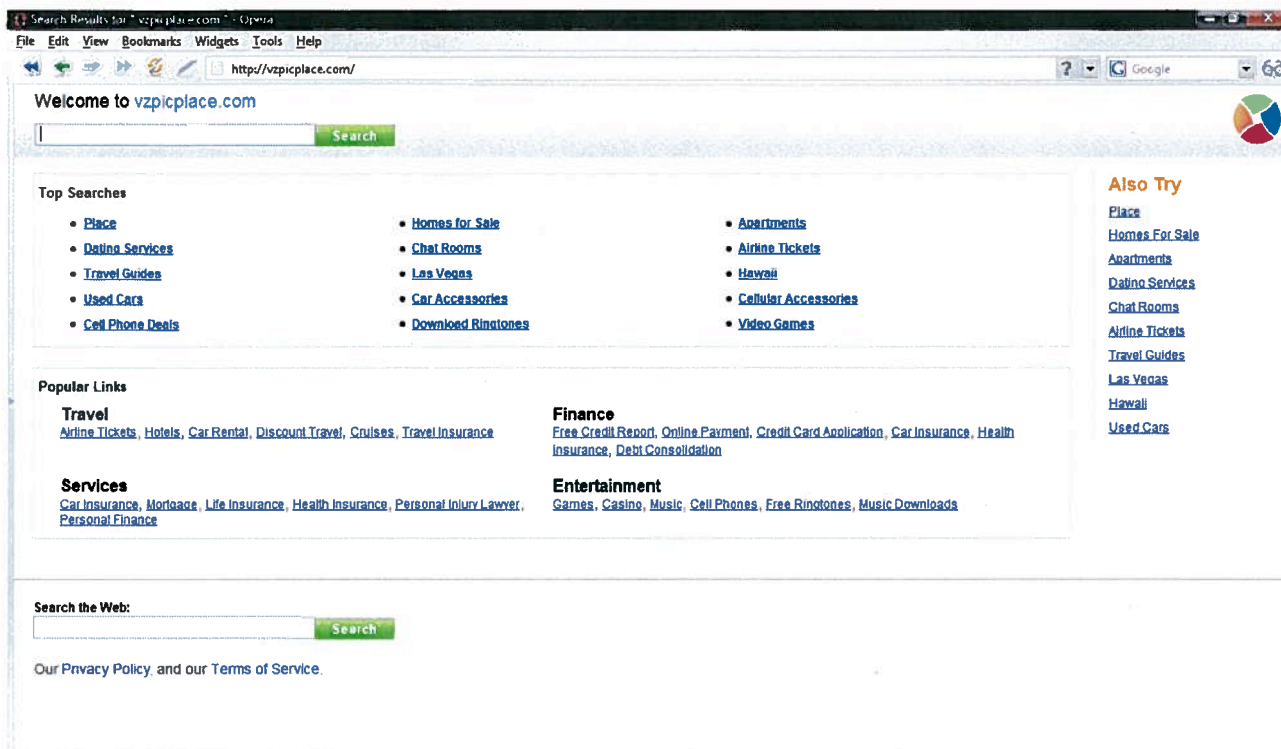 Search Results for " vzpicplace.com " - Opera
File Edit View Bookmarks Widgets Tools Help
http://vzpicplace.com/ ? G Google
Welcome to vzpicplace.com
Search
Top Searches
Place
Homes for Sale
Apartments
Dating Services
Chat Rooms
Airline Tickets
Travel Guides
Las Vegas
Hawaii
Used Cars
Car Accessories
Cellular Accessories
Cell Phone Deals
Download Ringtones
Video Games
Also Try
Place
Homes For Sale
Apartments
Dating Services
Chat Rooms
Airline Tickets
Travel Guides
Las Vegas
Hawaii
Used Cars
Popular Links
Travel
Airline Tickets, Hotels, Car Rental, Discount Travel, Cruises, Travel Insurance
Finance
Free Credit Report, Online Payment, Credit Card Application, Car Insurance, Health
Insurance, Debt Consolidation
Services
Car Insurance, Mortgage, Life Insurance, Health Insurance, Personal Injury Lawyer,
Personal Finance
Entertainment
Games, Casino, Music, Cell Phones, Free Ringtones, Music Downloads
Search the Web:
Search
Our Privacy Policy, and our Terms of Service.